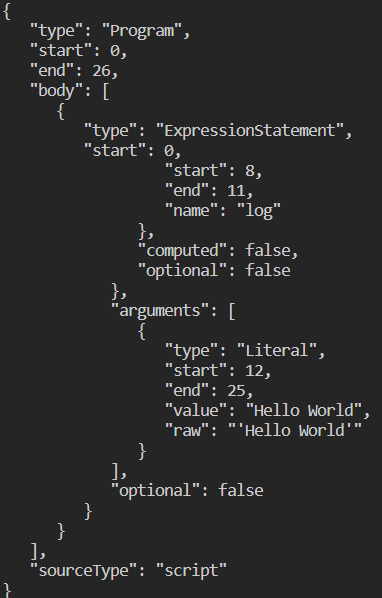 {
   "type": "Program",
   "start": 0,
   "end": 26,
   "body": [
      {
         "type": "ExpressionStatement",
         "start": 0,
                  "start": 8,
                  "end": 11,
                  "name": "log"
               },
               "computed": false,
               "optional": false
            },
            "arguments": [
               {
                  "type": "Literal",
                  "start": 12,
                  "end": 25,
                  "value": "Hello World",
                  "raw": "'Hello World'"
               }
            ],
            "optional": false
         }
      }
   ],
   "sourceType": "script"
}